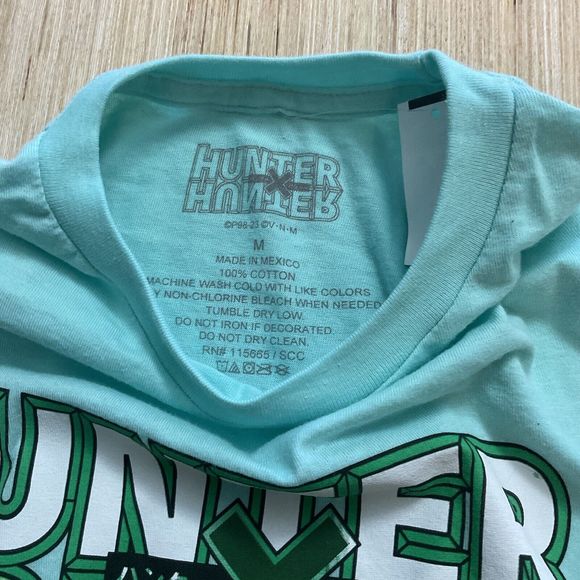 HUNTER
X
HUNTER
©P98-23 ©V·N·M
M
MADE IN MEXICO
100% COTTON
MACHINE WASH COLD WITH LIKE COLORS
Y NON-CHLORINE BLEACH WHEN NEEDED
TUMBLE DRY LOW.
DO NOT IRON IF DECORATED.
DO NOT DRY CLEAN.
RN# 115665 / SCC
UNTER
X